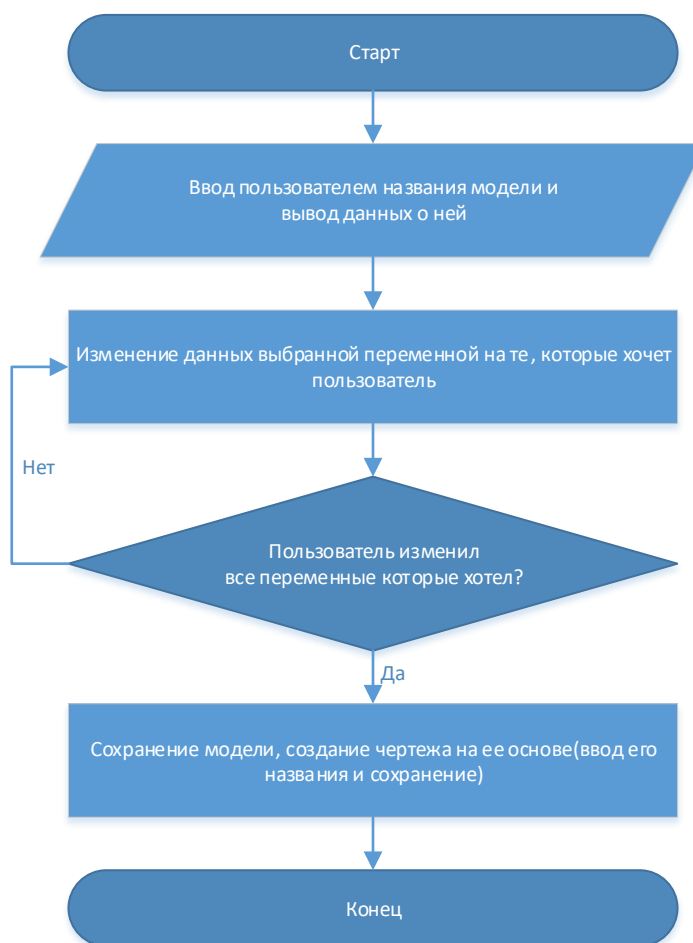 Старт
Ввод пользователем названия модели и
вывод данных о ней
Изменение данных выбранной переменной на те, которые хочет
пользователь
Нет
Пользователь изменил
все переменные которые хотел?
Да
Сохранение модели, создание чертежа на ее основе(ввод его
названия и сохранение)
Конец